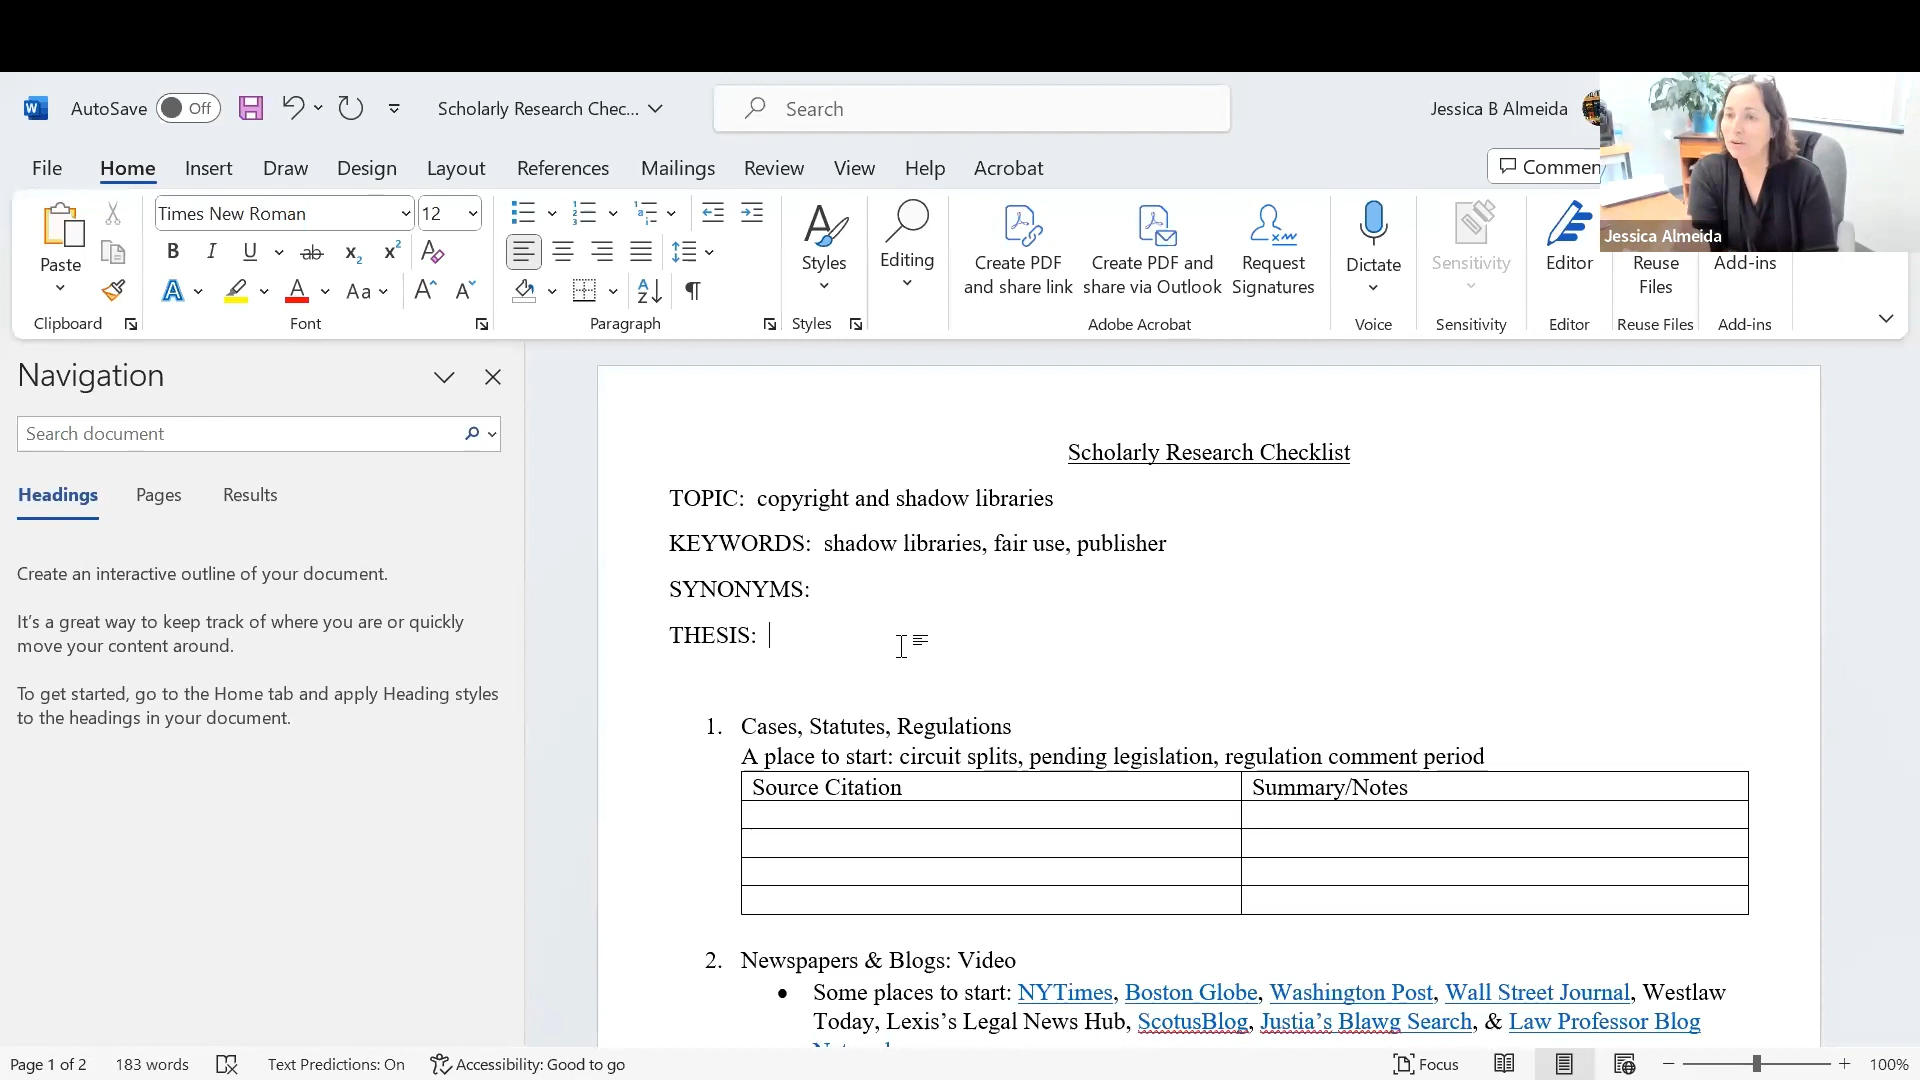 AutoSave Off Scholarly Research Chec... Search Jessica B Almeida
File Home Insert Draw Design Layout References Mailings Review View Help Acrobat
Paste
Clipboard
Times New Roman 12
Font
Paragraph
Styles
Styles
Editing
Create PDF
and share link
Create PDF and
share via Outlook
Request
Signatures
Adobe Acrobat
Dictate
Voice
Sensitivity
Sensitivity
Editor
Editor
Reuse
Files
Reuse Files
Add-ins
Add-ins
Jessica Almeida
Navigation
Search document
Headings Pages Results
Create an interactive outline of your document.
It's a great way to keep track of where you are or quickly
move your content around.
To get started, go to the Home tab and apply Heading styles
to the headings in your document.
Scholarly Research Checklist
TOPIC: copyright and shadow libraries
KEYWORDS: shadow libraries, fair use, publisher
SYNONYMS:
THESIS:
1. Cases, Statutes, Regulations
A place to start: circuit splits, pending legislation, regulation comment period
Source Citation Summary/Notes
2. Newspapers & Blogs: Video
• Some places to start: NYTimes, Boston Globe, Washington Post, Wall Street Journal, Westlaw
Today, Lexis's Legal News Hub, ScotusBlog, Justia's Blawg Search, & Law Professor Blog
Page 1 of 2 183 words Text Predictions: On Accessibility: Good to go Focus 100%